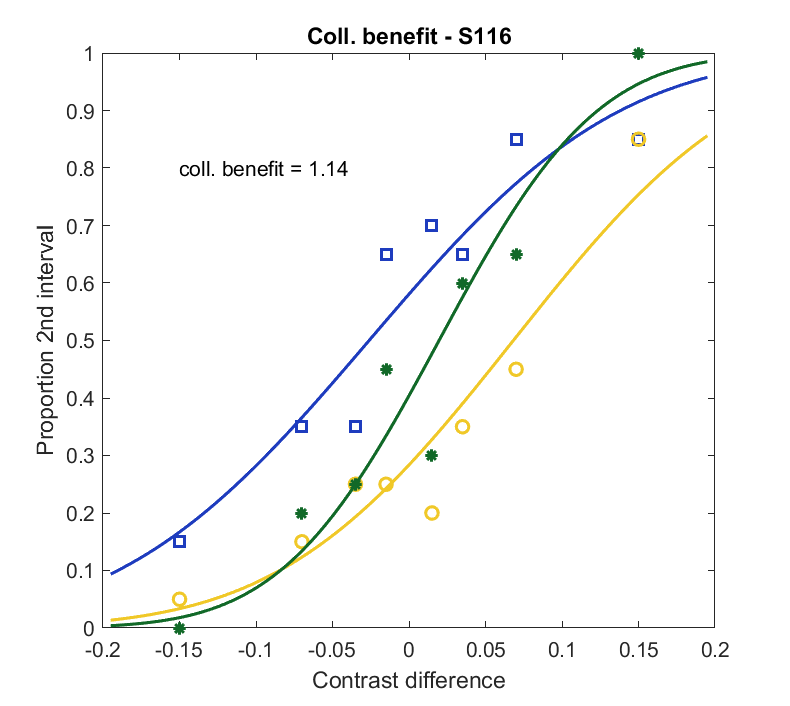 Coll. benefit - S116
1
0.9
0.8
0.7
0.6
0.5
0.4
0.3
0.2
0.1
0
coll. benefit = 1.14
Proportion 2nd interval
-0.2 -0.15 -0.1 -0.05 0 0.05 0.1 0.15 0.2
Contrast difference